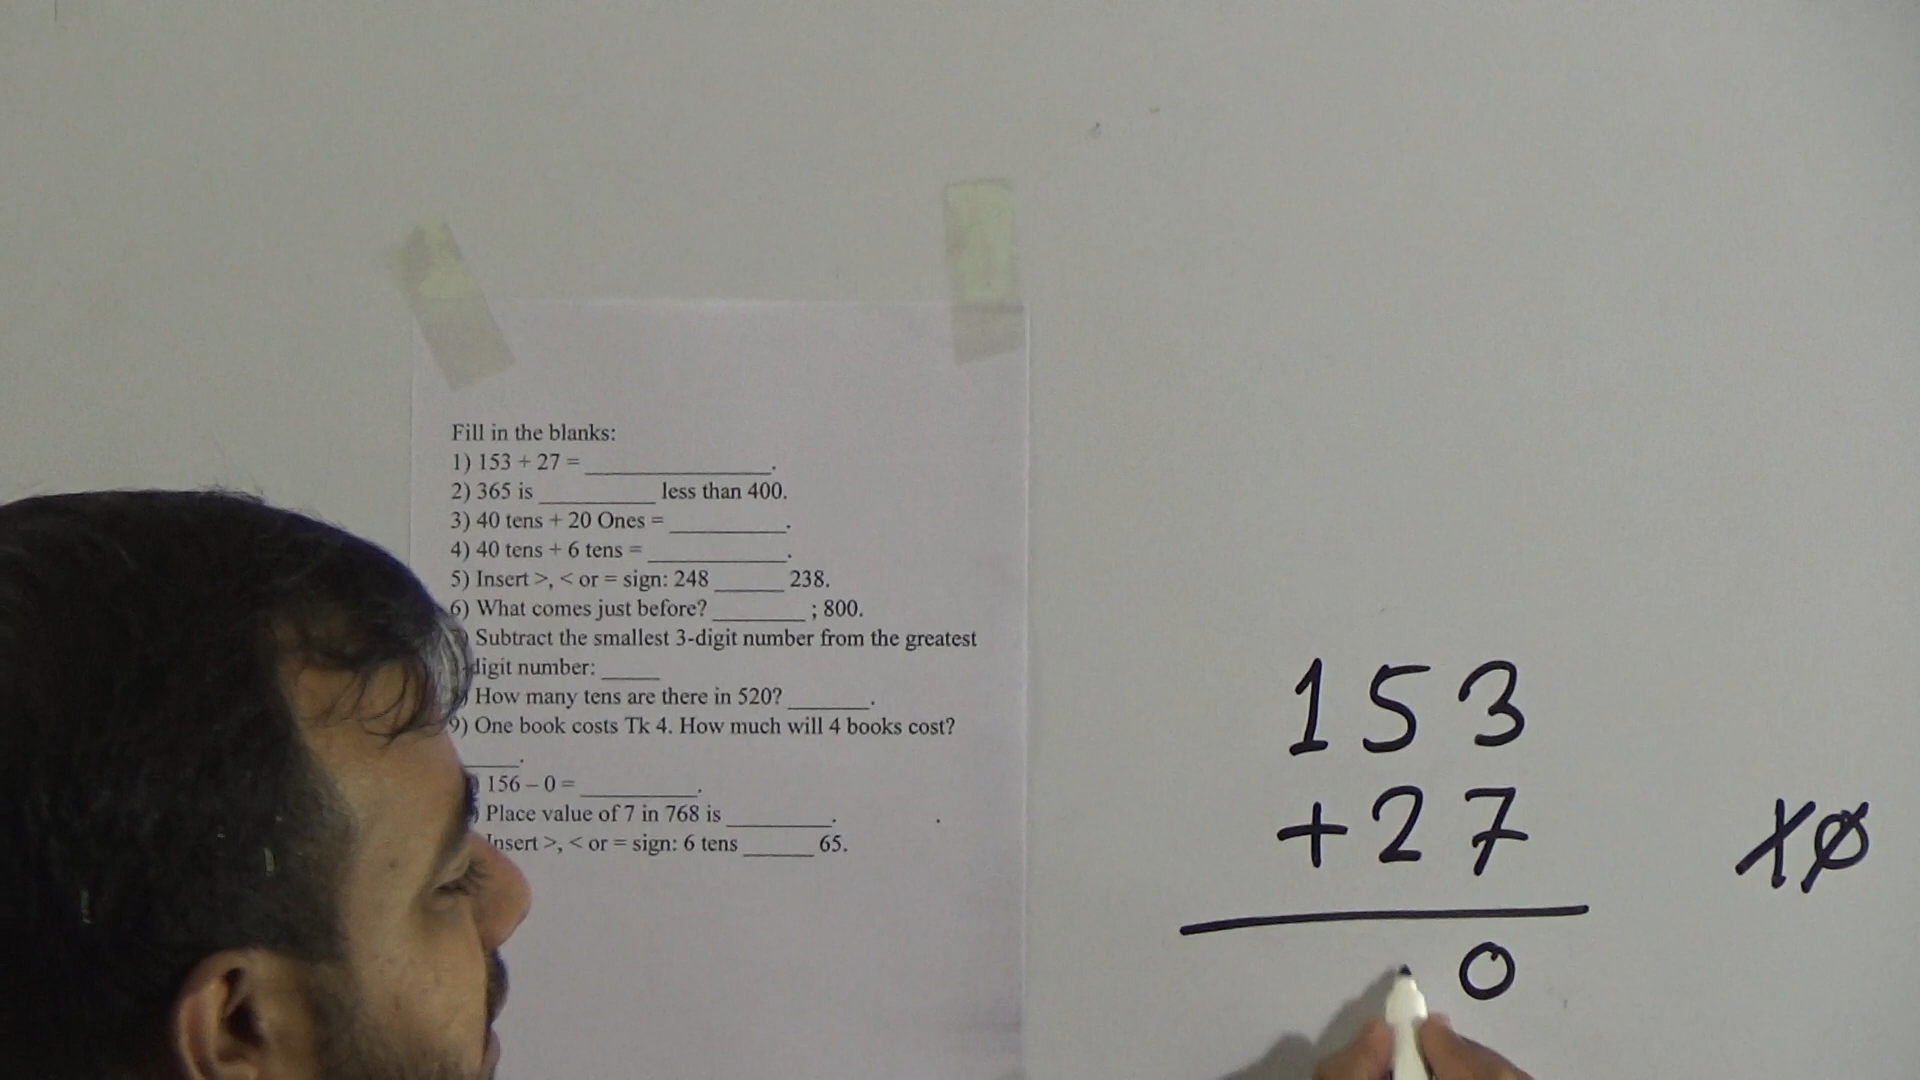 Fill in the blanks:
1) 153 + 27 = ________________.
2) 365 is __________ less than 400.
3) 40 tens + 20 Ones = __________.
4) 40 tens + 6 tens = ____________.
5) Insert >, < or = sign: 248 ______ 238.
6) What comes just before? ________ ; 800.
) Subtract the smallest 3-digit number from the greatest
-digit number: _____
) How many tens are there in 520? _______.
9) One book costs Tk 4. How much will 4 books cost?
_____.
156 – 0 = __________.
) Place value of 7 in 768 is _________.
Insert >, < or = sign: 6 tens ______ 65.
153
+27
10
0